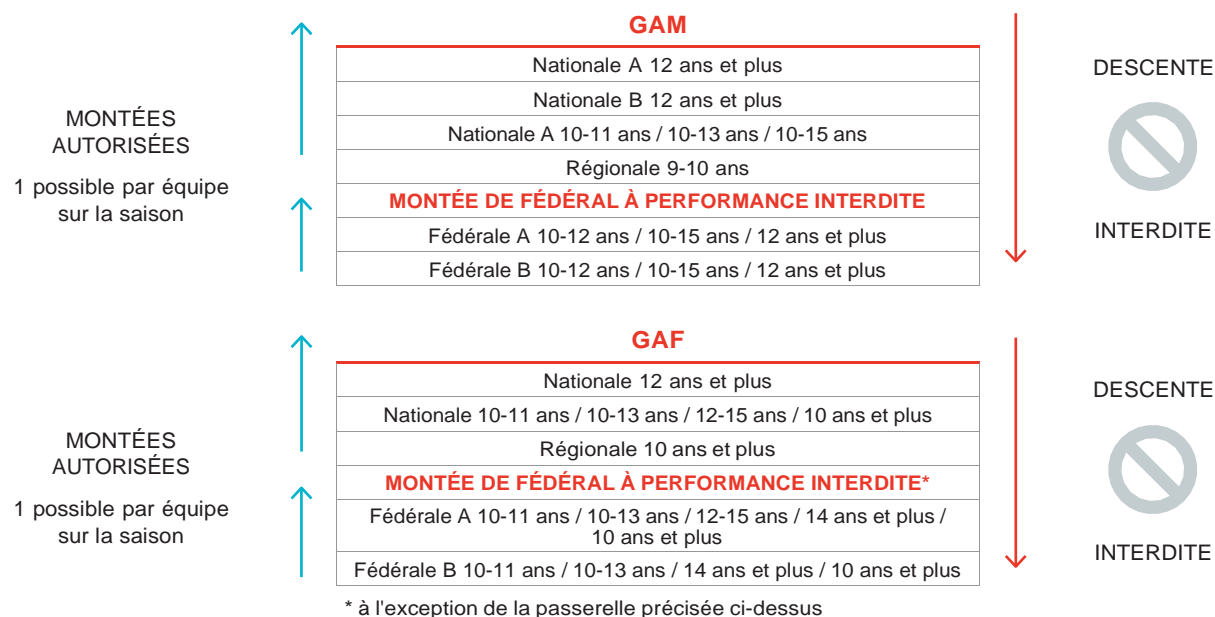 GAM
Nationale A 12 ans et plus
Nationale B 12 ans et plus
Nationale A 10-11 ans / 10-13 ans / 10-15 ans
Régionale 9-10 ans
MONTÉE DE FÉDÉRAL À PERFORMANCE INTERDITE
Fédérale A 10-12 ans / 10-15 ans / 12 ans et plus
Fédérale B 10-12 ans / 10-15 ans / 12 ans et plus
MONTÉES
AUTORISÉES
1 possible par équipe
sur la saison
DESCENTE
INTERDITE
GAF
Nationale 12 ans et plus
Nationale 10-11 ans / 10-13 ans / 12-15 ans / 10 ans et plus
Régionale 10 ans et plus
MONTÉE DE FÉDÉRAL À PERFORMANCE INTERDITE*
Fédérale A 10-11 ans / 10-13 ans / 12-15 ans / 14 ans et plus /
10 ans et plus
Fédérale B 10-11 ans / 10-13 ans / 14 ans et plus / 10 ans et plus
MONTÉES
AUTORISÉES
1 possible par équipe
sur la saison
DESCENTE
INTERDITE
* à l'exception de la passerelle précisée ci-dessus